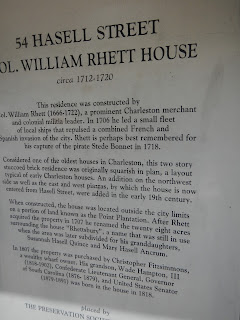 54 HASELL STREET
OL. WILLIAM RHETT HOUSE
circa 1712-1720
This residence was constructed by
ol. William Rhett (1666-1722), a prominent Charleston merchant
and colonial militia leader. In 1706 he led a small fleet
of local ships that repulsed a combined French and
Spanish invasion of the city. Rhett is perhaps best remembered for
his capture of the pirate Stede Bonnet in 1718.
Considered one of the oldest houses in Charleston, this two story
stuccoed brick residence was originally squarish in plan, a layout
typical of early Charleston houses. An addition on the northwest
side as well as the east and west piazzas, by which the house is now
entered from Hasell Street, were added in the early 19th century.
When constructed, the house was located outside the city limits
on a portion of land known as the Point Plantation. After Rhett
acquired the property in 1707 he renamed the twenty eight acres
surrounding the house "Rhettsbury", a name that was still in use
when the area was later subdivided for his granddaughters,
Susannah Hasell Quince and Mary Hasell Ancrum.
In 1807 the property was purchased by Christopher Fitzsimmons,
a wealthy wharf owner. His grandson, Wade Hampton, III
(1818-1902), Confederate Lieutenant General, Governor
of South Carolina (1876, 1879), and United States Senator
(1879-1891) was born in the house in 1818.
placed by
THE PRESERVATION SOCIE